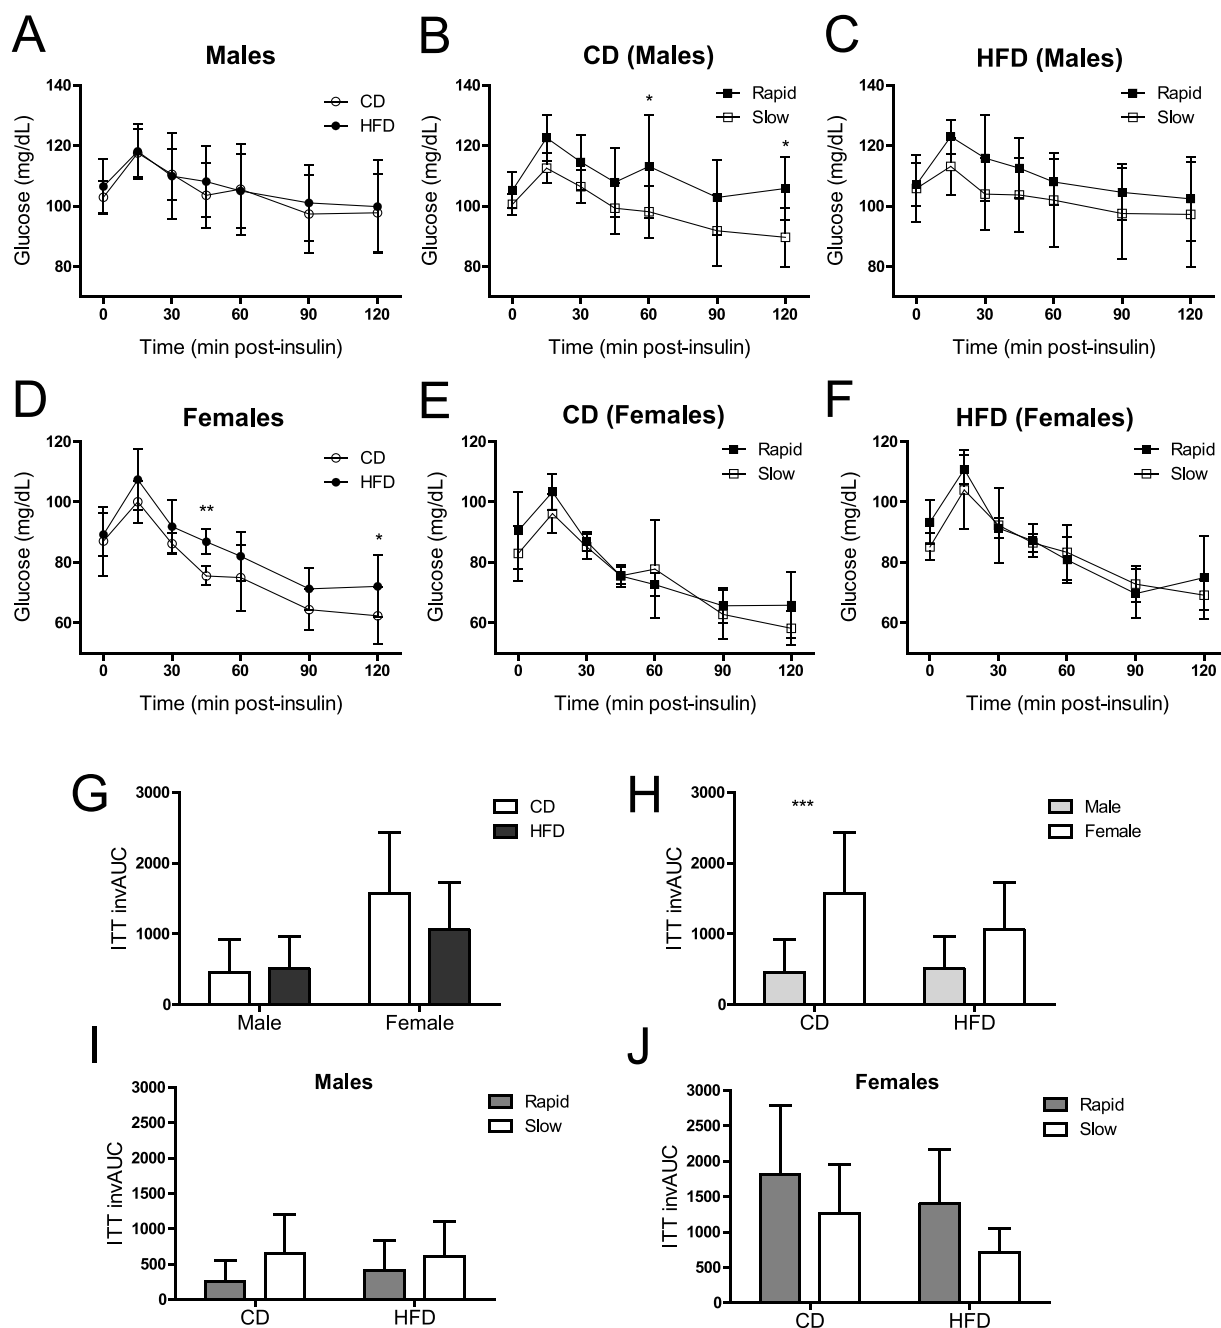 A
Males
140
120
100
80
Glucose (mg/dL)
CD
HFD
0 30 60 90 120
Time (min post-insulin)
B
CD (Males)
140
120
100
80
Glucose (mg/dL)
Rapid
Slow
*
*
0 30 60 90 120
Time (min post-insulin)
C
HFD (Males)
140
120
100
80
Glucose (mg/dL)
Rapid
Slow
0 30 60 90 120
Time (min post-insulin)
D
Females
120
100
80
60
Glucose (mg/dL)
CD
HFD
**
*
0 30 60 90 120
Time (min post-insulin)
E
CD (Females)
120
100
80
60
Glucose (mg/dL)
Rapid
Slow
0 30 60 90 120
Time (min post-insulin)
F
HFD (Females)
120
100
80
60
Glucose (mg/dL)
Rapid
Slow
0 30 60 90 120
Time (min post-insulin)
G
3000
2000
1000
0
ITT invAUC
CD
HFD
Male Female
H
3000
2000
1000
0
ITT invAUC
***
Male
Female
CD HFD
I
Males
3000
2500
2000
1500
1000
500
0
ITT invAUC
Rapid
Slow
CD HFD
J
Females
3000
2500
2000
1500
1000
500
0
ITT invAUC
Rapid
Slow
CD HFD